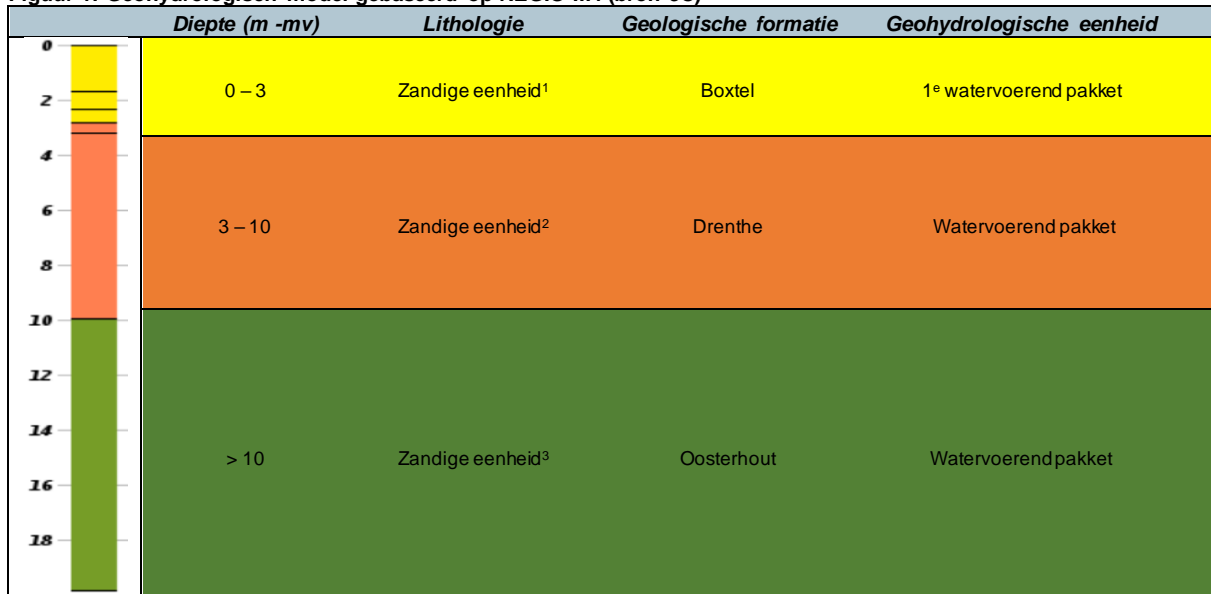 Diepte (m -mv) Lithologie Geologische formatie Geohydrologische eenheid
0
2
4
6
8
10
12
14
16
18
0 – 3 Zandige eenheid¹ Boxtel 1ᵉ watervoerend pakket
3 – 10 Zandige eenheid² Drenthe Watervoerend pakket
> 10 Zandige eenheid³ Oosterhout Watervoerend pakket